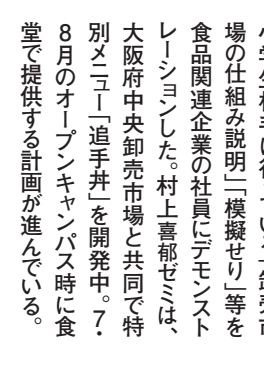 場の仕組み説明」「模擬せり」等を
食品関連企業の社員にデモンスト
レーションした。村上喜郁ゼミは、
大阪府中央卸売市場と共同で特
別メニュー「追手丼」を開発中。7・
8月のオープンキャンパス時に食
堂で提供する計画が進んでいる。